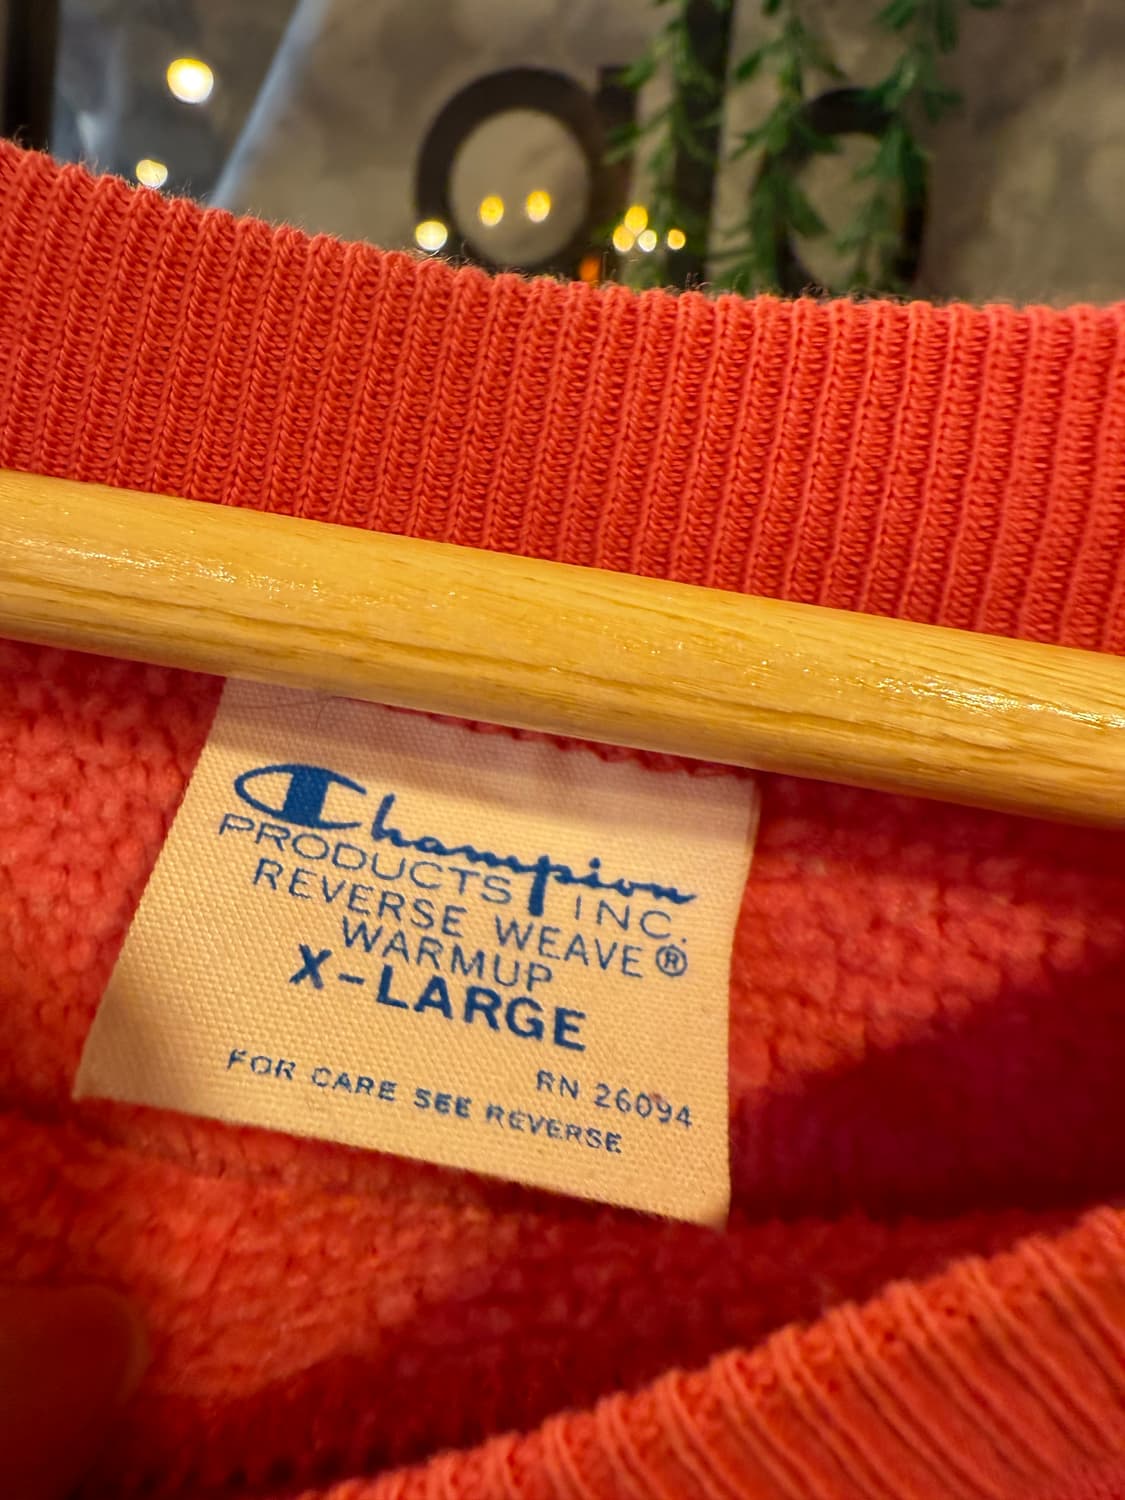 Champion
PRODUCTS INC.
REVERSE WEAVE®
WARMUP
X-LARGE
RN 26094
FOR CARE SEE REVERSE